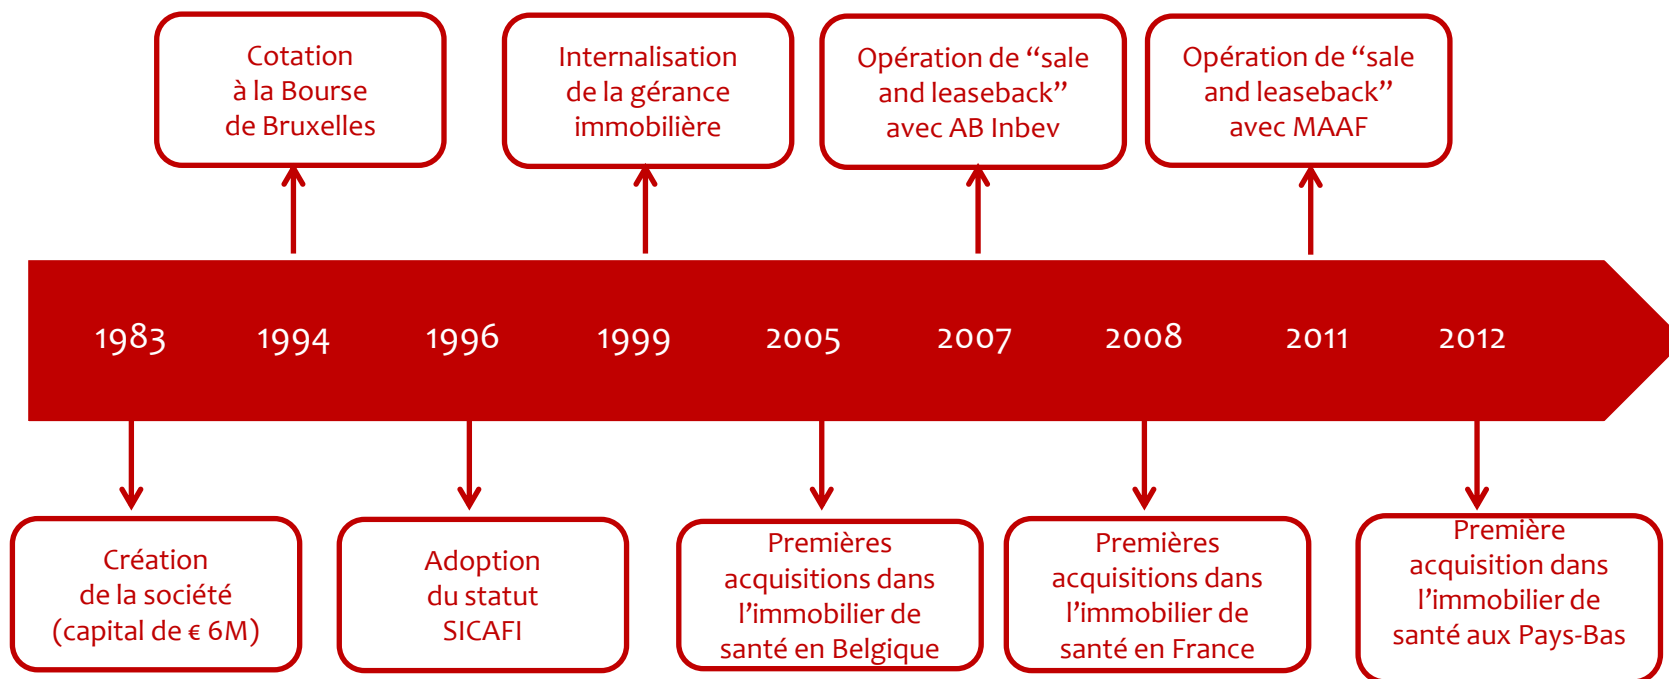 Cotation
à la Bourse
de Bruxelles
Internalisation
de la gérance
immobilière
Opération de “sale
and leaseback”
avec AB Inbev
Opération de “sale
and leaseback”
avec MAAF
1983 1994 1996 1999 2005 2007 2008 2011 2012
Création
de la société
(capital de € 6M)
Adoption
du statut
SICAFI
Premières
acquisitions dans
l’immobilier de
santé en Belgique
Premières
acquisitions dans
l’immobilier de
santé en France
Première
acquisition dans
l’immobilier de
santé aux Pays-Bas